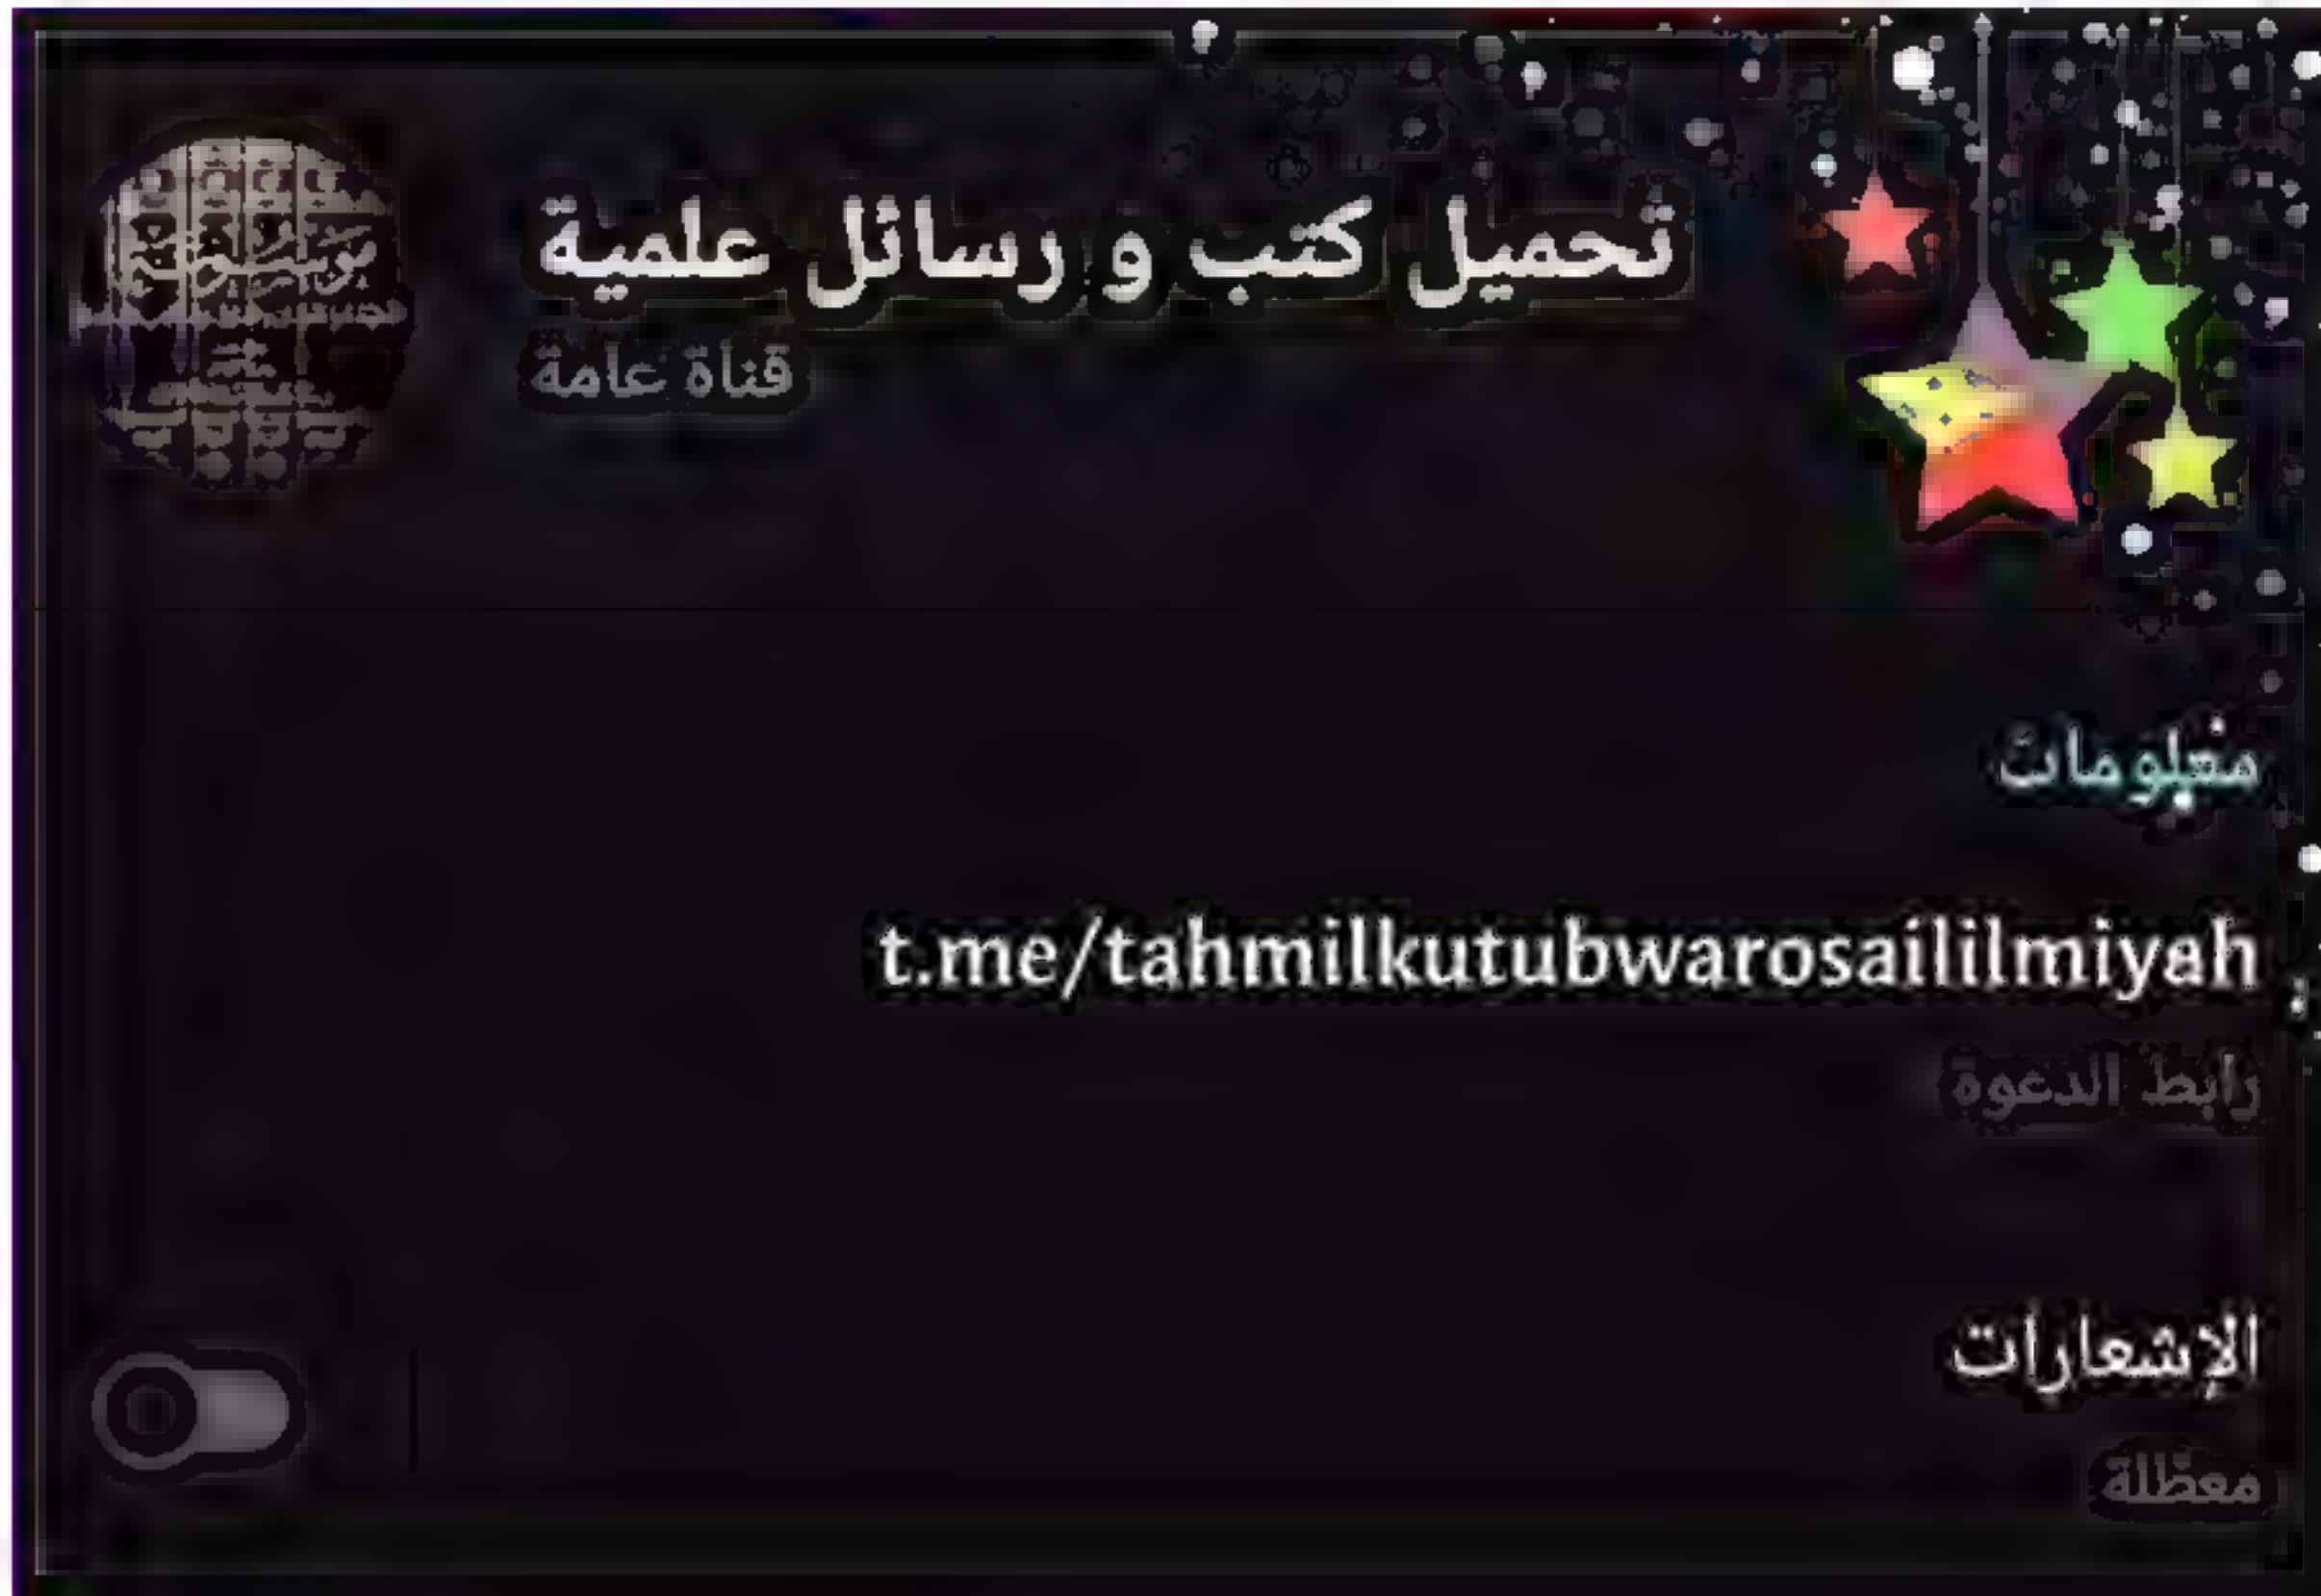 تحميل كتب و رسائل علمية
قناة عامة
معلومات
t.me/tahmilkutubwarosaililmiyah
رابط الدعوة
الإشعارات
معطلة